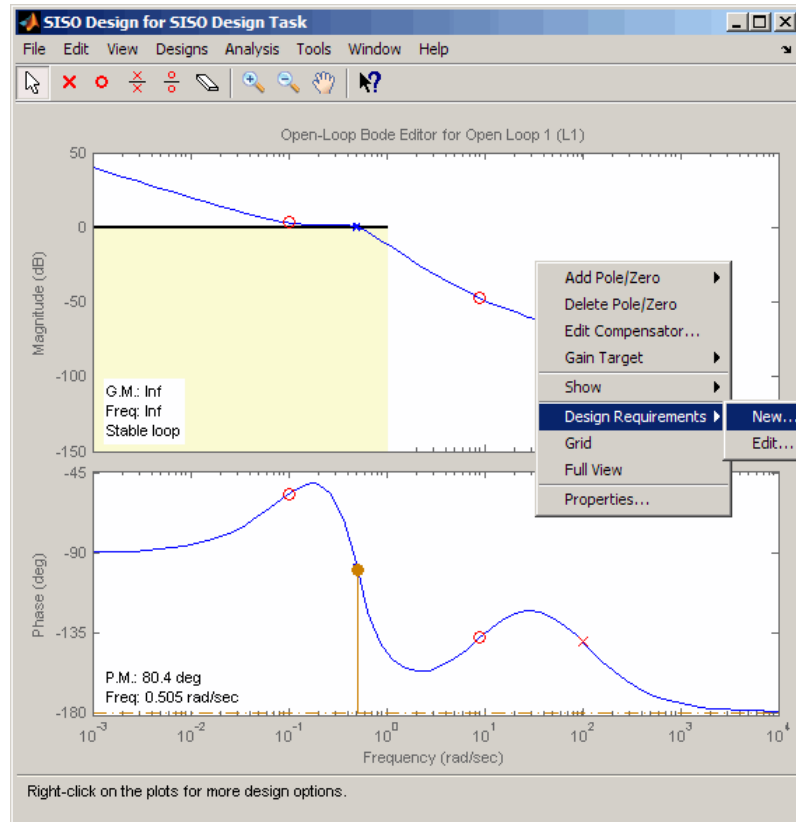 SISO Design for SISO Design Task
File Edit View Designs Analysis Tools Window Help
Open-Loop Bode Editor for Open Loop 1 (L1)
50
0
-50
-100
-150
Magnitude (dB)
G.M.: Inf
Freq: Inf
Stable loop
Add Pole/Zero
Delete Pole/Zero
Edit Compensator...
Gain Target
Show
Design Requirements
Grid
Full View
Properties...
New...
Edit...
-45
-90
-135
-180
Phase (deg)
P.M.: 80.4 deg
Freq: 0.505 rad/sec
10^-3 10^-2 10^-1 10^0 10^1 10^2 10^3 10^4
Frequency (rad/sec)
Right-click on the plots for more design options.